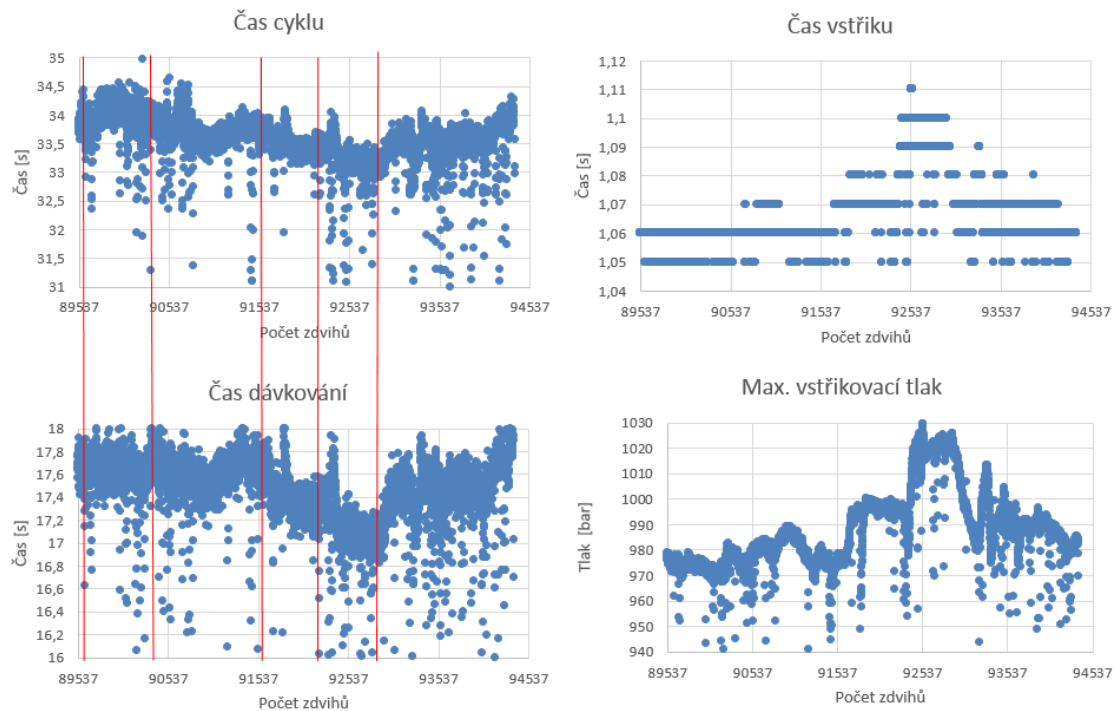 Čas cyklu
35
34,5
34
33,5
33
32,5
32
31,5
31
Čas [s]
89537 90537 91537 92537 93537 94537
Počet zdvihů
Čas vstřiku
1,12
1,11
1,1
1,09
1,08
1,07
1,06
1,05
1,04
Čas [s]
89537 90537 91537 92537 93537 94537
Počet zdvihů
Čas dávkování
18
17,8
17,6
17,4
17,2
17
16,8
16,6
16,4
16,2
16
Čas [s]
89537 90537 91537 92537 93537 94537
Počet zdvihů
Max. vstřikovací tlak
1030
1020
1010
1000
990
980
970
960
950
940
Tlak [bar]
89537 90537 91537 92537 93537 94537
Počet zdvihů